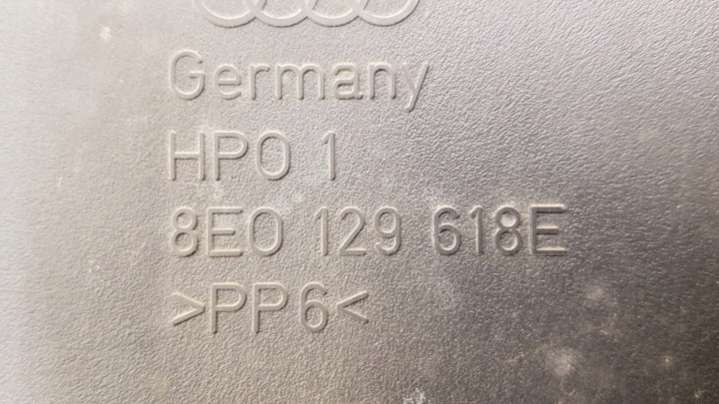 Germany
HPO 1
8E0 129 618E
>PP6<